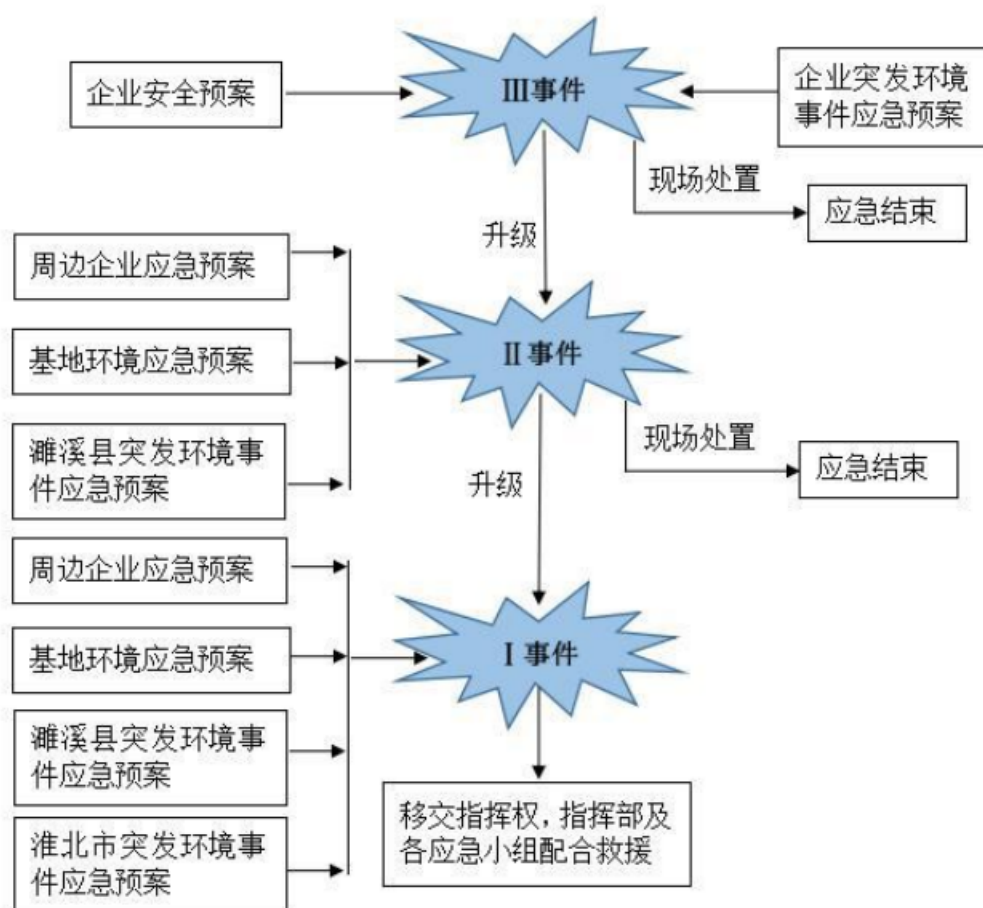 企业安全预案
III事件
企业突发环境
事件应急预案
现场处置
应急结束
升级
周边企业应急预案
基地环境应急预案
II事件
濉溪县突发环境事
件应急预案
现场处置
应急结束
升级
周边企业应急预案
基地环境应急预案
I事件
濉溪县突发环境事
件应急预案
移交指挥权，指挥部及
各应急小组配合救援
淮北市突发环境事
件应急预案